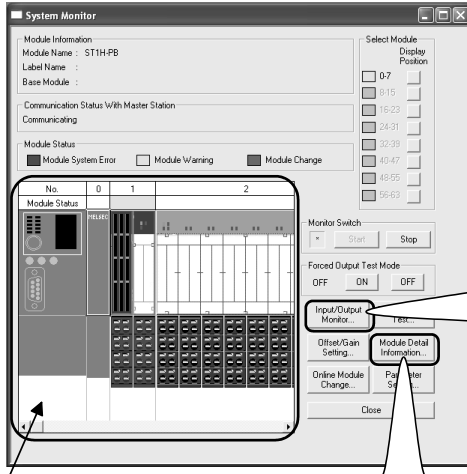 System Monitor
Module Information
Module Name : ST1H-PB
Label Name :
Base Module :
Communication Status With Master Station
Communicating
Module Status
Module System Error
Module Warning
Module Change
Select Module
Display
Position
0-7
8-15
16-23
24-31
32-39
40-47
48-55
56-63
No.
0
1
2
Module Status
MELSEC
Monitor Switch
Start
Stop
Forced Output Test Mode
OFF
ON
OFF
Input/Output
Monitor...
Test...
Offset/Gain
Setting...
Module Detail
Information...
Online Module
Change...
Close